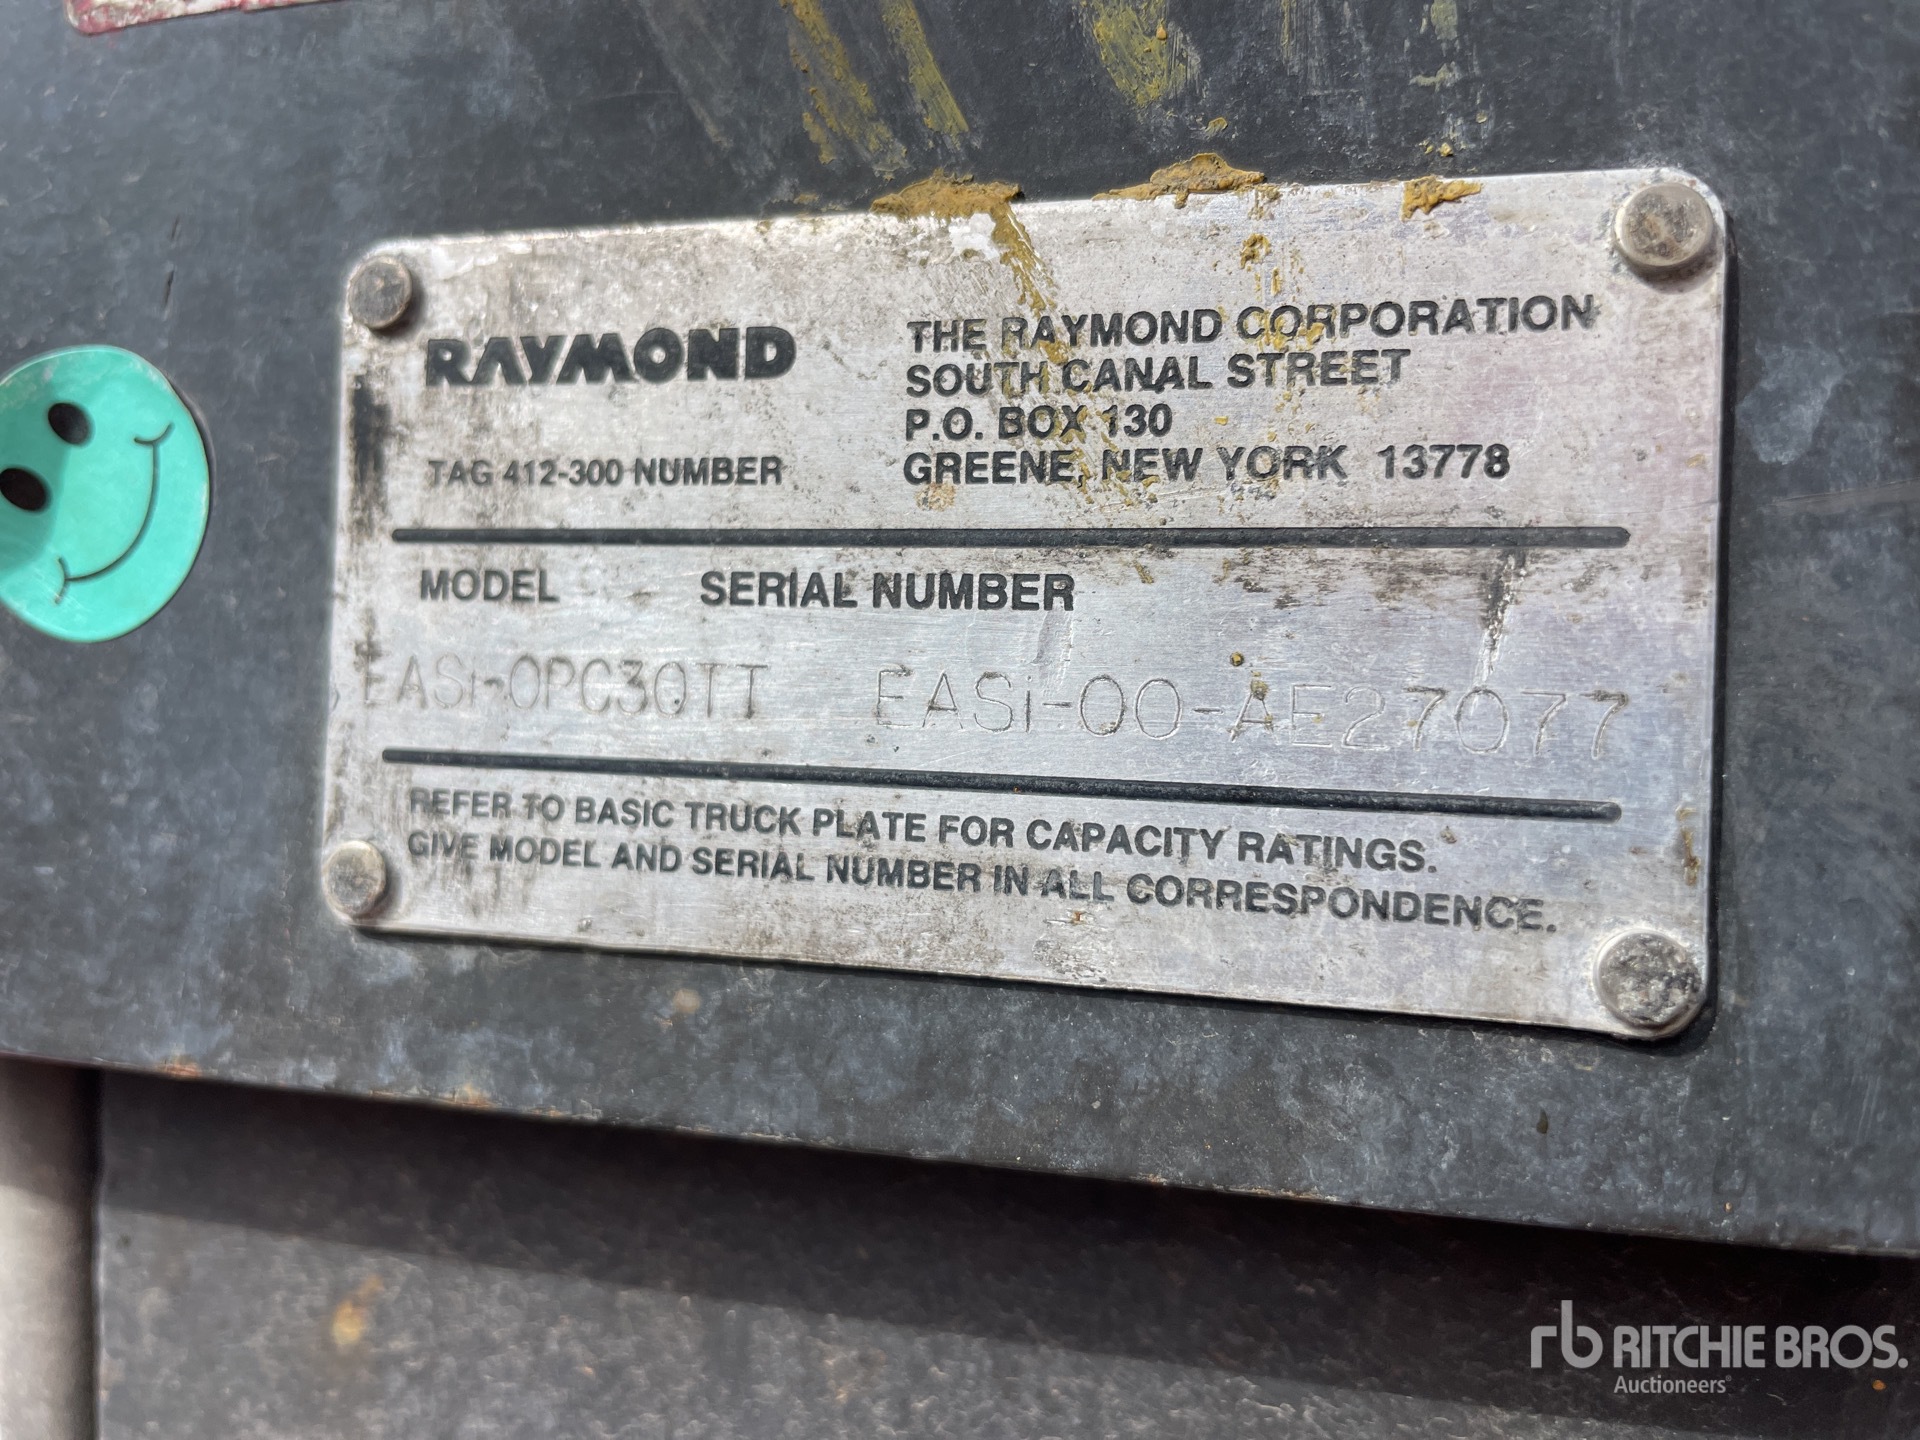 RAYMOND
TAG 412-300 NUMBER
THE RAYMOND CORPORATION
SOUTH CANAL STREET
P.O. BOX 130
GREENE, NEW YORK 13778
MODEL SERIAL NUMBER
EASi-OPC30TT EASi-00-AE27077
REFER TO BASIC TRUCK PLATE FOR CAPACITY RATINGS.
GIVE MODEL AND SERIAL NUMBER IN ALL CORRESPONDENCE.
rb RITCHIE BROS.
Auctioneers